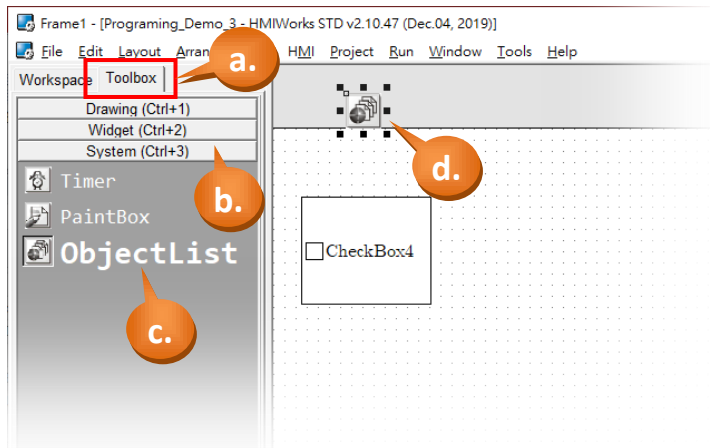 Frame1 - [Programing_Demo_3 - HMIWorks STD v2.10.47 (Dec.04, 2019)]
File Edit Layout Arran HMI Project Run Window Tools Help
a.
Workspace Toolbox
Drawing (Ctrl+1)
Widget (Ctrl+2)
System (Ctrl+3)
d.
Timer
b.
PaintBox
ObjectList
CheckBox4
c.